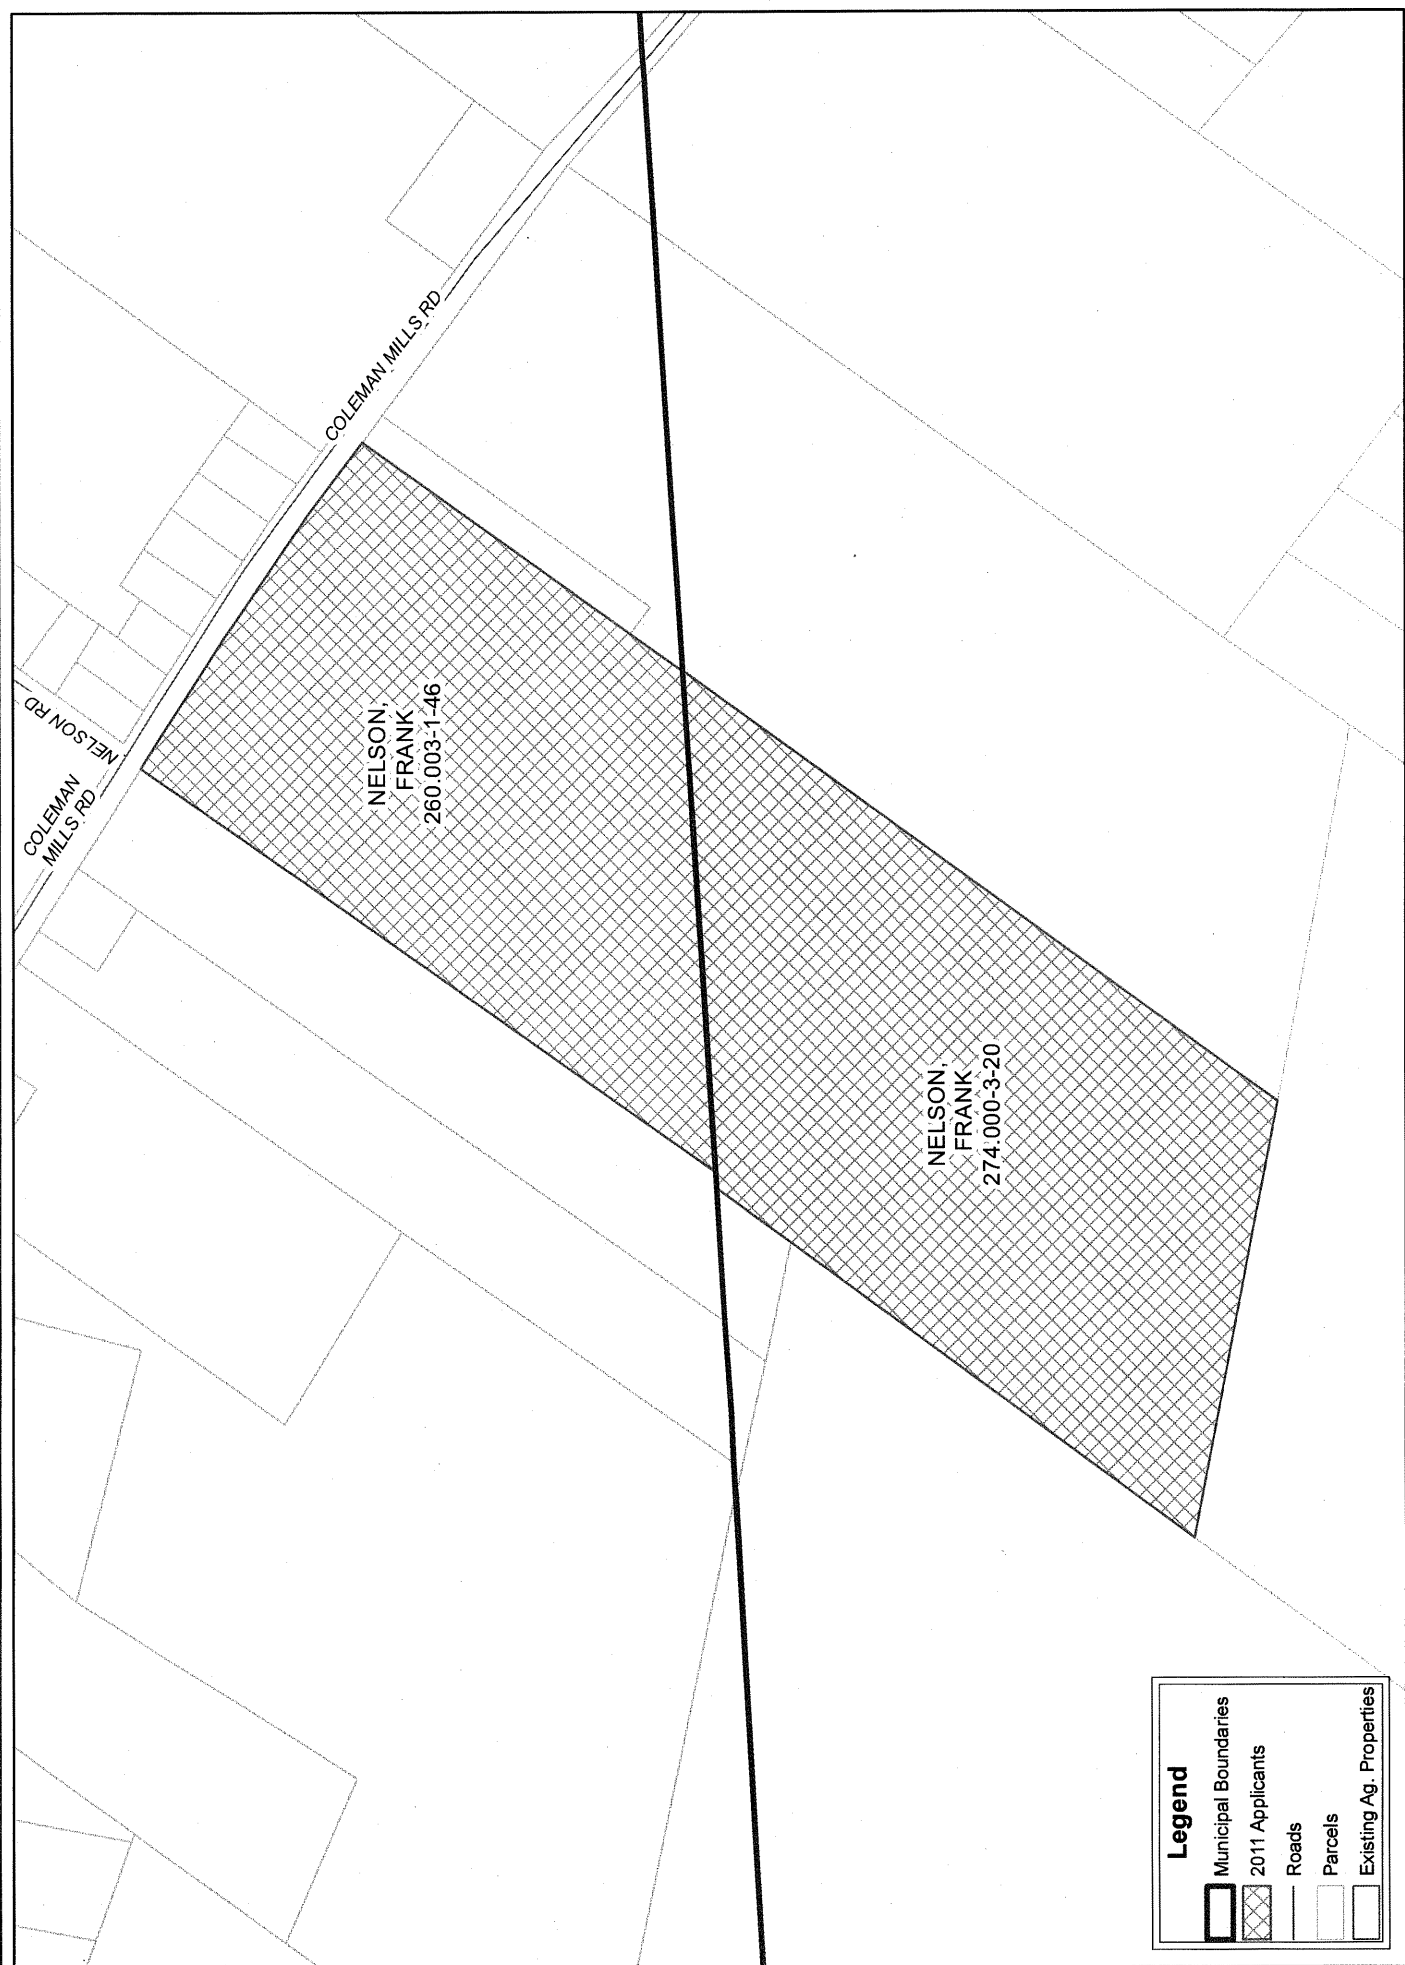 COLEMAN
MILLS RD
NELSON RD
COLEMAN MILLS RD
NELSON,
FRANK
260.003-1-46
NELSON,
FRANK
274.000-3-20
Legend
Municipal Boundaries
2011 Applicants
Roads
Parcels
Existing Ag. Properties